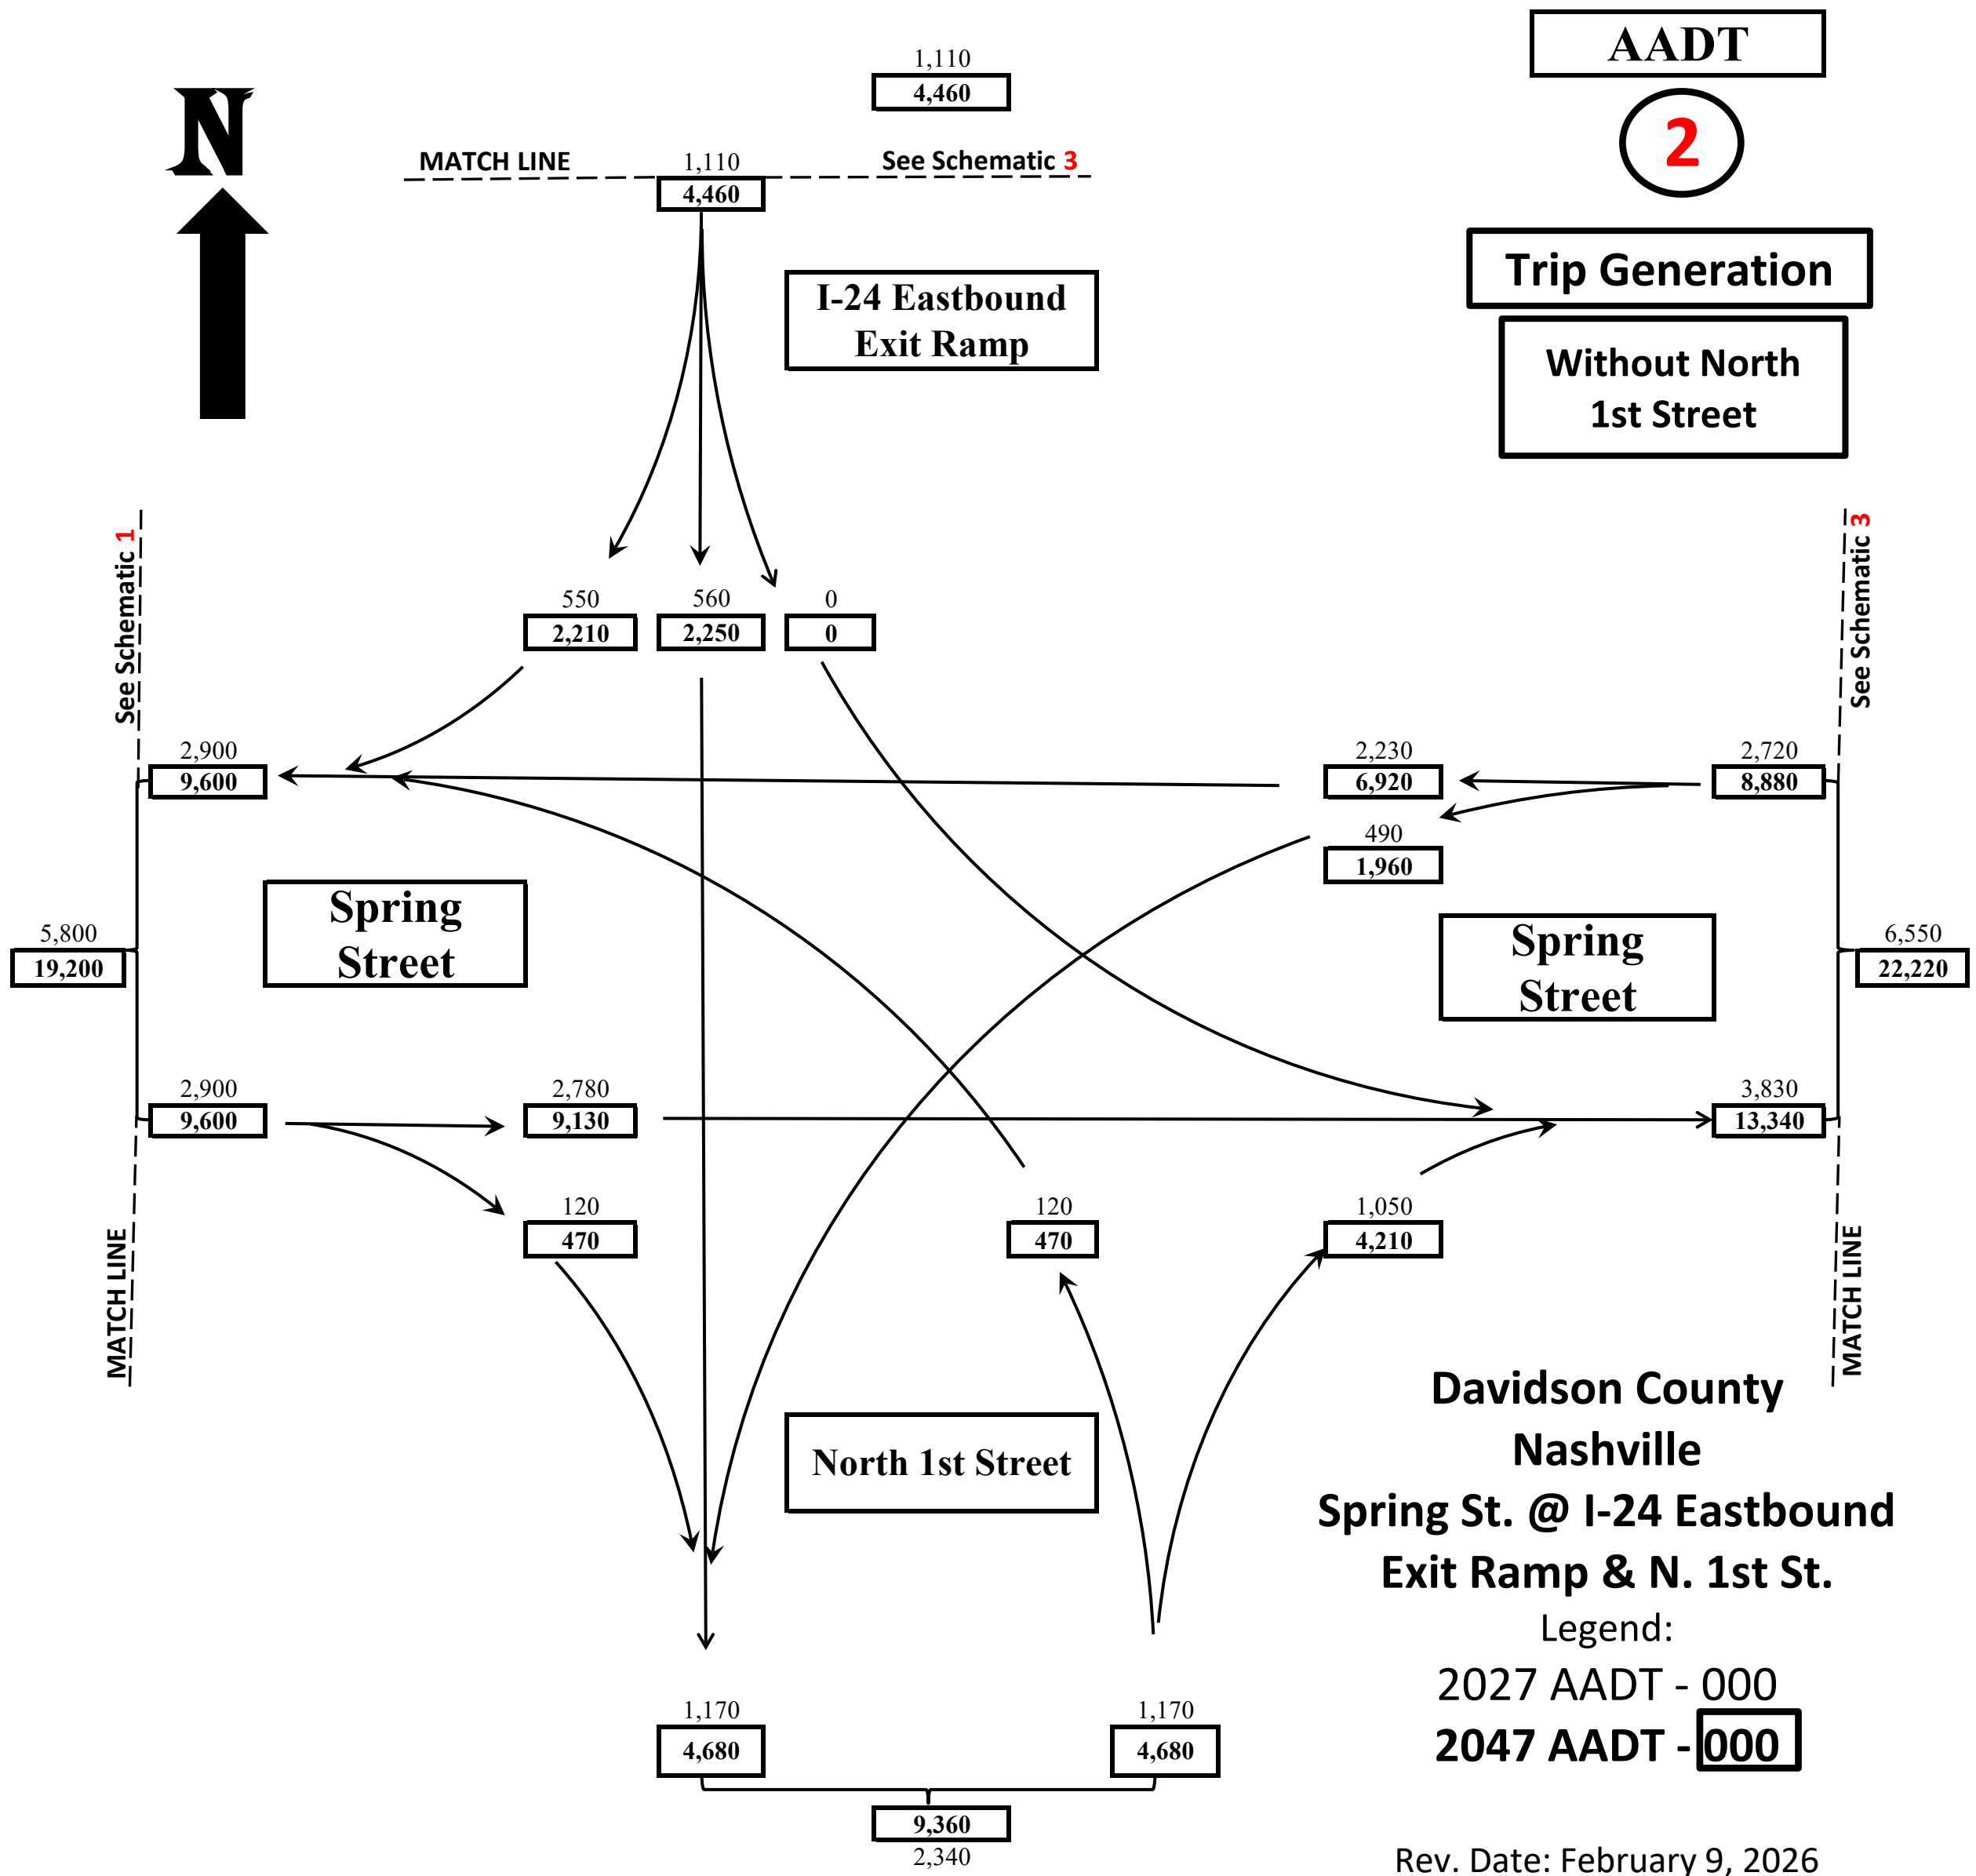 AADT
2
Trip Generation
Without North
1st Street
N
1,110
4,460
MATCH LINE
1,110
See Schematic 3
4,460
I-24 Eastbound
Exit Ramp
See Schematic 1
See Schematic 3
550
560
0
2,210
2,250
0
2,900
9,600
2,230
6,920
2,720
8,880
490
1,960
Spring
Street
Spring
Street
5,800
19,200
6,550
22,220
2,900
9,600
2,780
9,130
3,830
13,340
120
470
120
470
1,050
4,210
MATCH LINE
MATCH LINE
North 1st Street
Davidson County
Nashville
Spring St. @ I-24 Eastbound
Exit Ramp & N. 1st St.
Legend:
2027 AADT - 000
2047 AADT - 000
1,170
4,680
1,170
4,680
9,360
2,340
Rev. Date: February 9, 2026